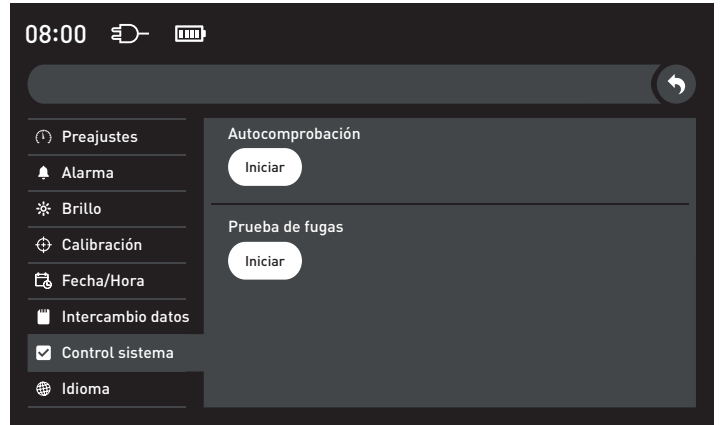 08:00
Preajustes
Alarma
Brillo
Calibración
Fecha/Hora
Intercambio datos
Control sistema
Idioma
Autocomprobación
Iniciar
Prueba de fugas
Iniciar